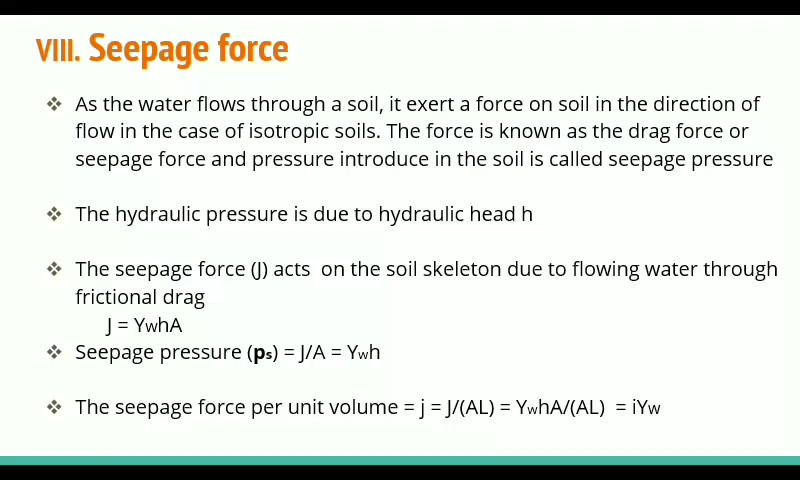 VIII. Seepage force
❖ As the water flows through a soil, it exert a force on soil in the direction of
flow in the case of isotropic soils. The force is known as the drag force or
seepage force and pressure introduce in the soil is called seepage pressure
❖ The hydraulic pressure is due to hydraulic head h
❖ The seepage force (J) acts on the soil skeleton due to flowing water through
frictional drag
J = YwhA
❖ Seepage pressure (ps) = J/A = Ywh
❖ The seepage force per unit volume = j = J/(AL) = YwhA/(AL) = iYw